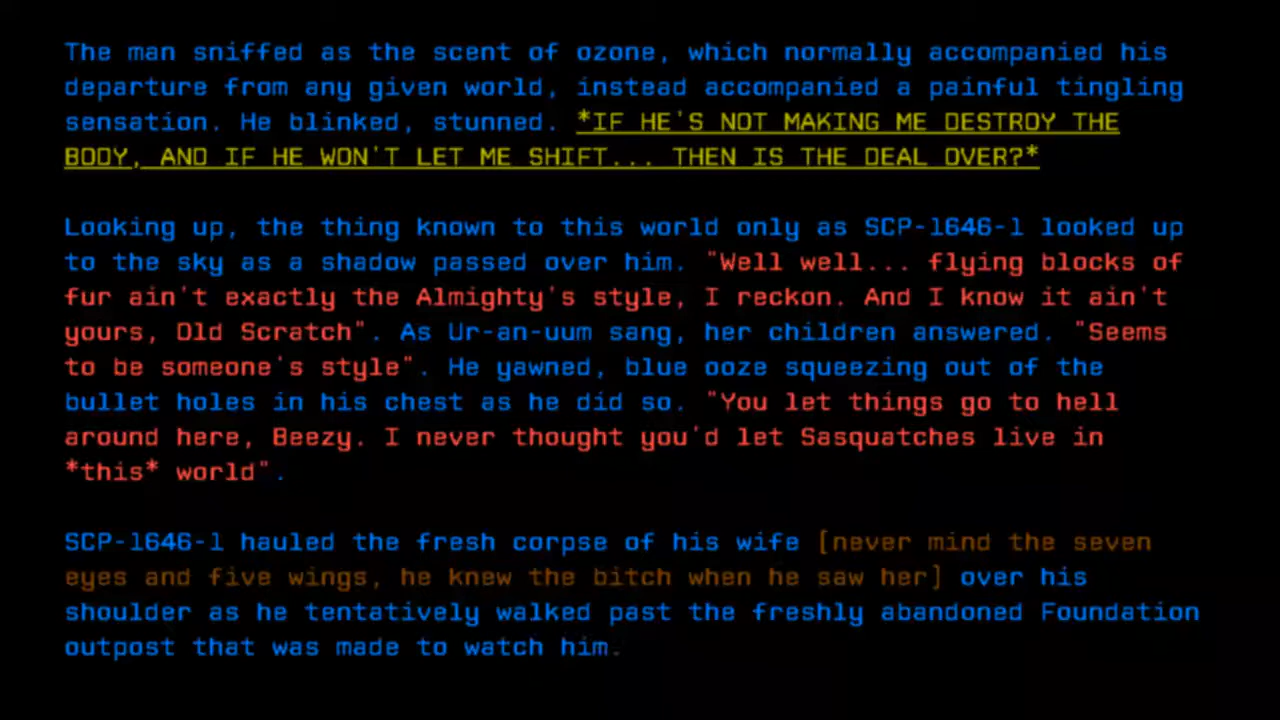 The man sniffed as the scent of ozone, which normally accompanied his
departure from any given world, instead accompanied a painful tingling
sensation. He blinked, stunned. *IF HE'S NOT MAKING ME DESTROY THE
BODY, AND IF HE WON'T LET ME SHIFT... THEN IS THE DEAL OVER?*
Looking up, the thing known to this world only as SCP-1646-1 looked up
to the sky as a shadow passed over him. "Well well... flying blocks of
fur ain't exactly the Almighty's style, I reckon. And I know it ain't
yours, Old Scratch". As Ur-an-uum sang, her children answered. "Seems
to be someone's style". He yawned, blue ooze squeezing out of the
bullet holes in his chest as he did so. "You let things go to hell
around here, Beezy. I never thought you'd let Sasquatches live in
*this* world".
SCP-1646-1 hauled the fresh corpse of his wife [never mind the seven
eyes and five wings, he knew the bitch when he saw her] over his
shoulder as he tentatively walked past the freshly abandoned Foundation
outpost that was made to watch him.